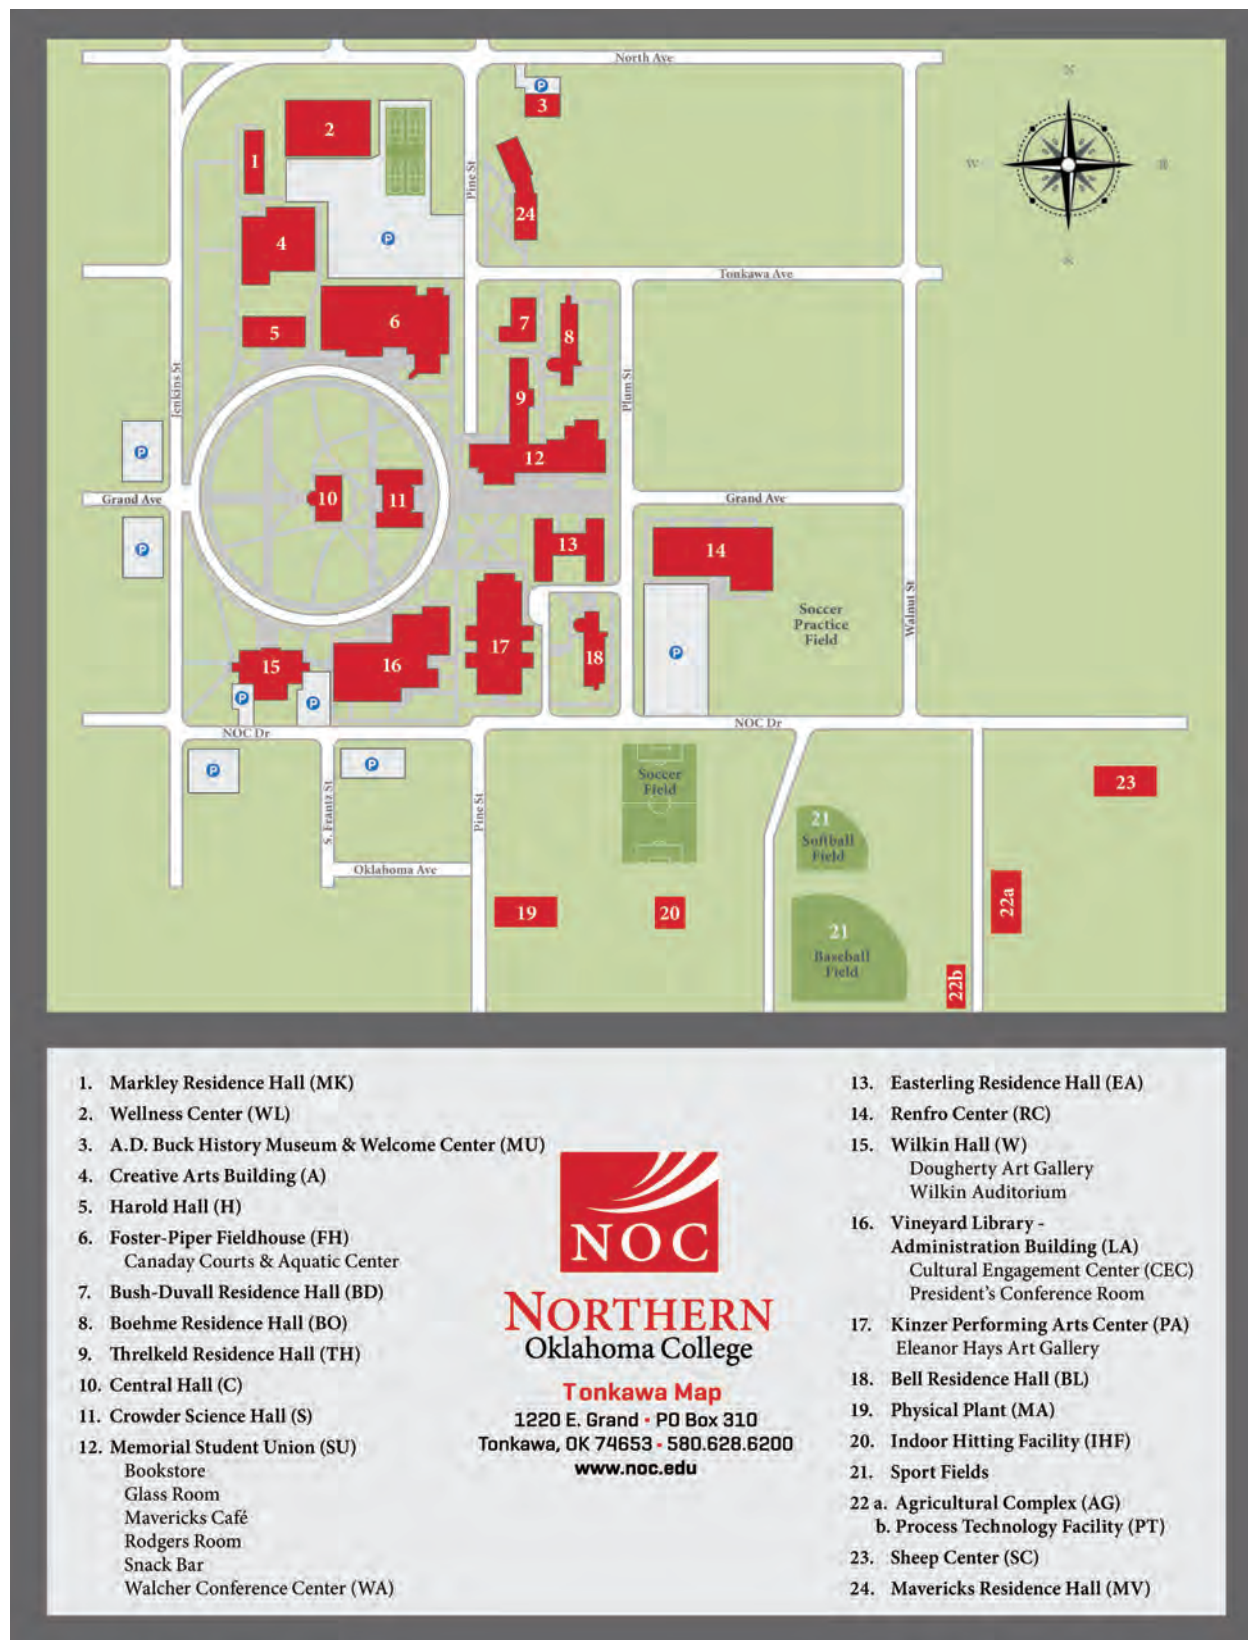 North Ave
N
P
3
2
1
Pine St
W
E
24
4
P
S
Tonkawa Ave
6
7
5
8
Jenkins St
Plum St
9
P
12
Grand Ave
10
11
Grand Ave
P
13
14
Walnut St
Soccer
Practice
Field
17
P
15
16
18
P
P
NOC Dr
NOC Dr
P
P
Soccer
Field
23
S. Frantz St
Pine St
21
Softball
Field
Oklahoma Ave
22a
19
20
21
Baseball
Field
22b
1. Markley Residence Hall (MK)
2. Wellness Center (WL)
3. A.D. Buck History Museum & Welcome Center (MU)
4. Creative Arts Building (A)
5. Harold Hall (H)
6. Foster-Piper Fieldhouse (FH)
Canaday Courts & Aquatic Center
7. Bush-Duvall Residence Hall (BD)
8. Boehme Residence Hall (BO)
9. Threlkeld Residence Hall (TH)
10. Central Hall (C)
11. Crowder Science Hall (S)
12. Memorial Student Union (SU)
Bookstore
Glass Room
Mavericks Café
Rodgers Room
Snack Bar
Walcher Conference Center (WA)
NOC
NORTHERN
Oklahoma College
Tonkawa Map
1220 E. Grand • PO Box 310
Tonkawa, OK 74653 • 580.628.6200
www.noc.edu
13. Easterling Residence Hall (EA)
14. Renfro Center (RC)
15. Wilkin Hall (W)
Dougherty Art Gallery
Wilkin Auditorium
16. Vineyard Library -
Administration Building (LA)
Cultural Engagement Center (CEC)
President's Conference Room
17. Kinzer Performing Arts Center (PA)
Eleanor Hays Art Gallery
18. Bell Residence Hall (BL)
19. Physical Plant (MA)
20. Indoor Hitting Facility (IHF)
21. Sport Fields
22 a. Agricultural Complex (AG)
b. Process Technology Facility (PT)
23. Sheep Center (SC)
24. Mavericks Residence Hall (MV)